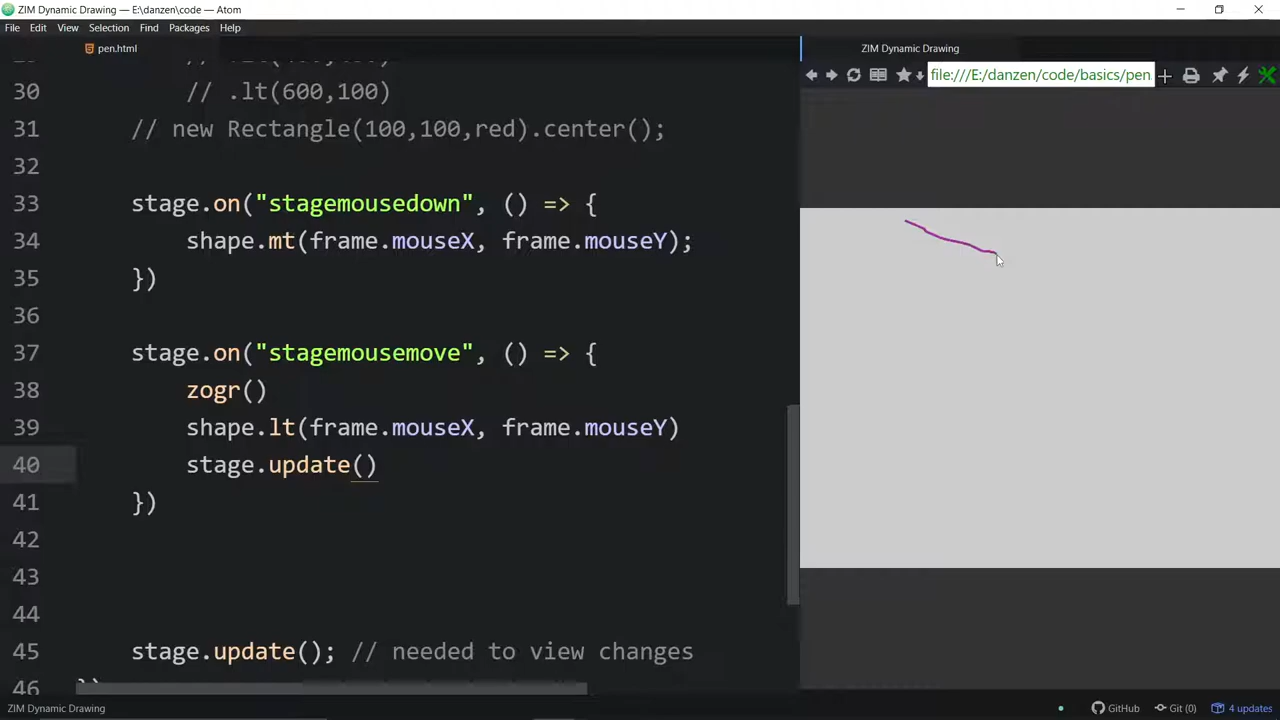 ZIM Dynamic Drawing — E:\danzen\code — Atom
File Edit View Selection Find Packages Help
pen.html
ZIM Dynamic Drawing
file:///E:/danzen/code/basics/pen.
30 // .lt(600,100)
31 // new Rectangle(100,100,red).center();
32
33 stage.on("stagemousedown", () => {
34 shape.mt(frame.mouseX, frame.mouseY);
35 })
36
37 stage.on("stagemousemove", () => {
38 zogr()
39 shape.lt(frame.mouseX, frame.mouseY)
40 stage.update()
41 })
42
43
44
45 stage.update(); // needed to view changes
46 })
ZIM Dynamic Drawing
GitHub
Git (0)
4 updates